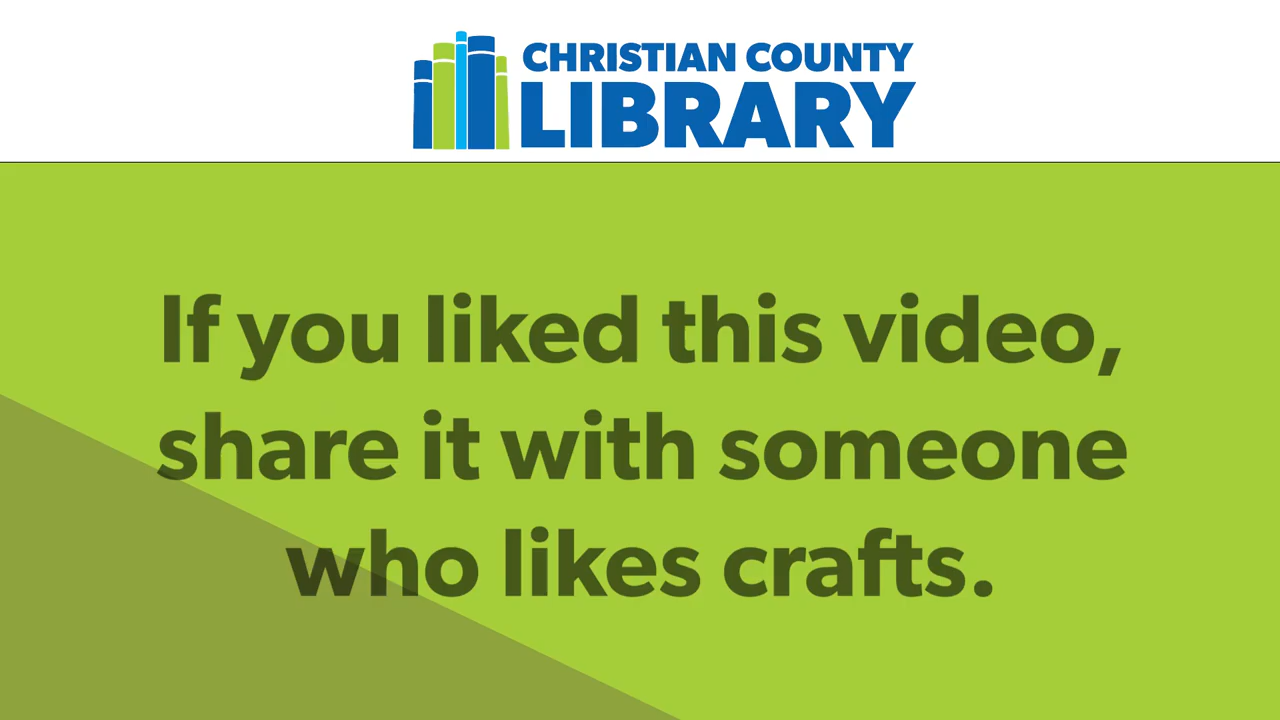 CHRISTIAN COUNTY
LIBRARY
If you liked this video,
share it with someone
who likes crafts.